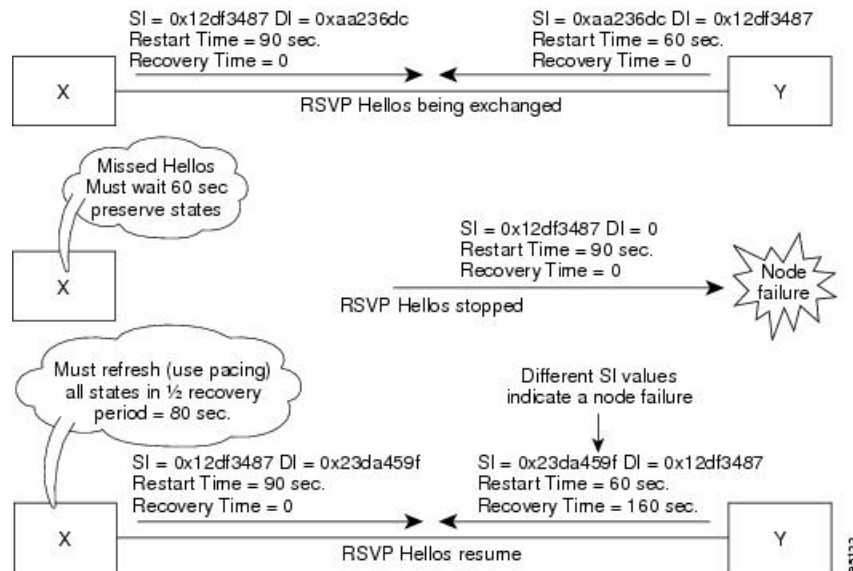 SI = 0x12df3487 DI = 0xaa236dc
Restart Time = 90 sec.
Recovery Time = 0
SI = 0xaa236dc DI = 0x12df3487
Restart Time = 60 sec.
Recovery Time = 0
X
Y
RSVP Hellos being exchanged
Missed Hellos
Must wait 60 sec
preserve states
X
SI = 0x12df3487 DI = 0
Restart Time = 90 sec.
Recovery Time = 0
RSVP Hellos stopped
Node
failure
Must refresh (use pacing)
all states in ½ recovery
period = 80 sec.
Different SI values
indicate a node failure
SI = 0x12df3487 DI = 0x23da459f
Restart Time = 90 sec.
Recovery Time = 0
SI = 0x23da459f DI = 0x12df3487
Restart Time = 60 sec.
Recovery Time = 160 sec.
X
Y
RSVP Hellos resume